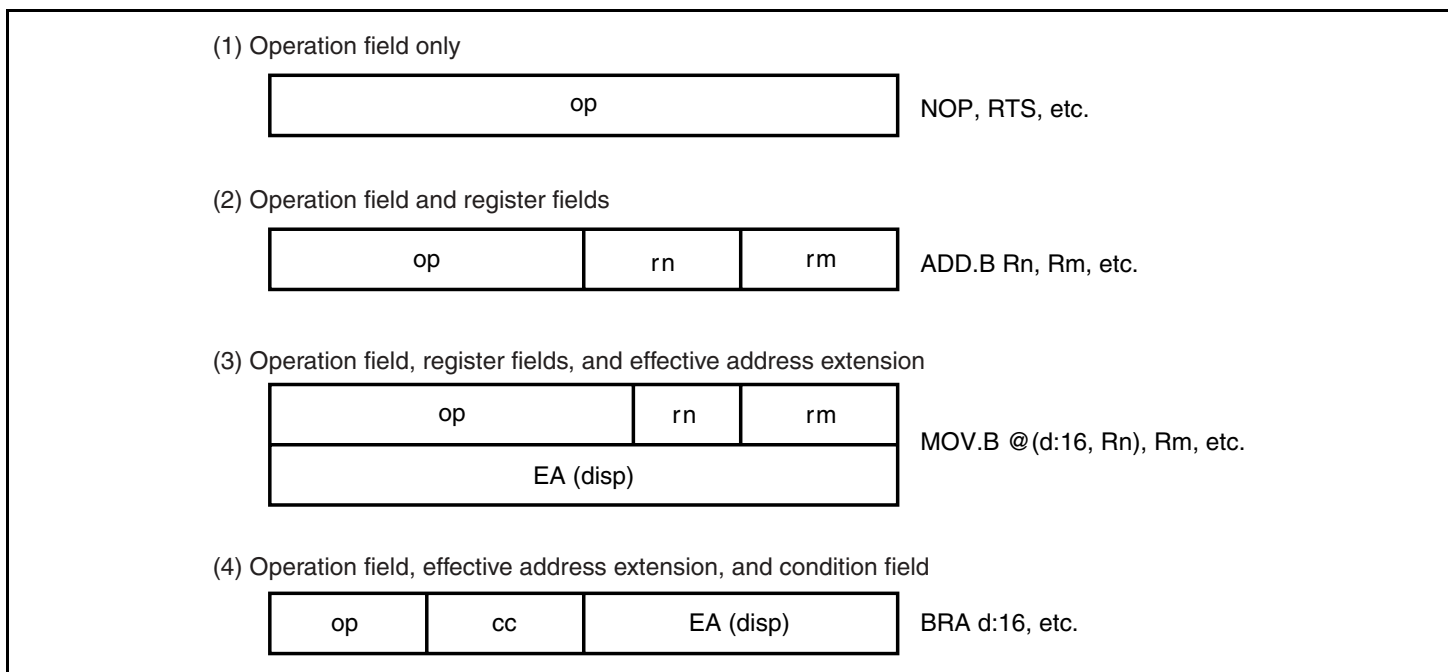 (1) Operation field only
op
NOP, RTS, etc.
(2) Operation field and register fields
op rn rm
ADD.B Rn, Rm, etc.
(3) Operation field, register fields, and effective address extension
op rn rm
MOV.B @(d:16, Rn), Rm, etc.
EA (disp)
(4) Operation field, effective address extension, and condition field
op cc EA (disp)
BRA d:16, etc.